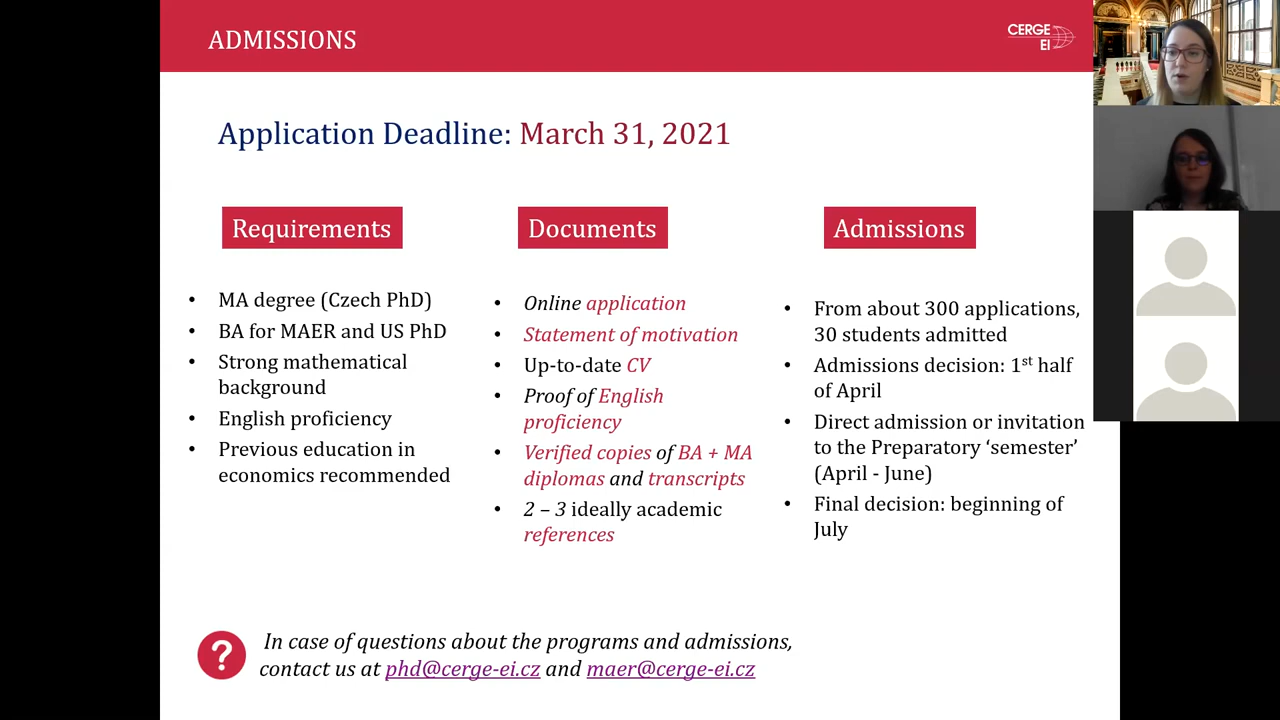 ADMISSIONS
CERGE
EI
Application Deadline: March 31, 2021
Requirements
• MA degree (Czech PhD)
• BA for MAER and US PhD
• Strong mathematical
background
• English proficiency
• Previous education in
economics recommended
Documents
• Online application
• Statement of motivation
• Up-to-date CV
• Proof of English
proficiency
• Verified copies of BA + MA
diplomas and transcripts
• 2 – 3 ideally academic
references
Admissions
• From about 300 applications,
30 students admitted
• Admissions decision: 1st half
of April
• Direct admission or invitation
to the Preparatory ‘semester’
(April - June)
• Final decision: beginning of
July
?
In case of questions about the programs and admissions,
contact us at phd@cerge-ei.cz and maer@cerge-ei.cz